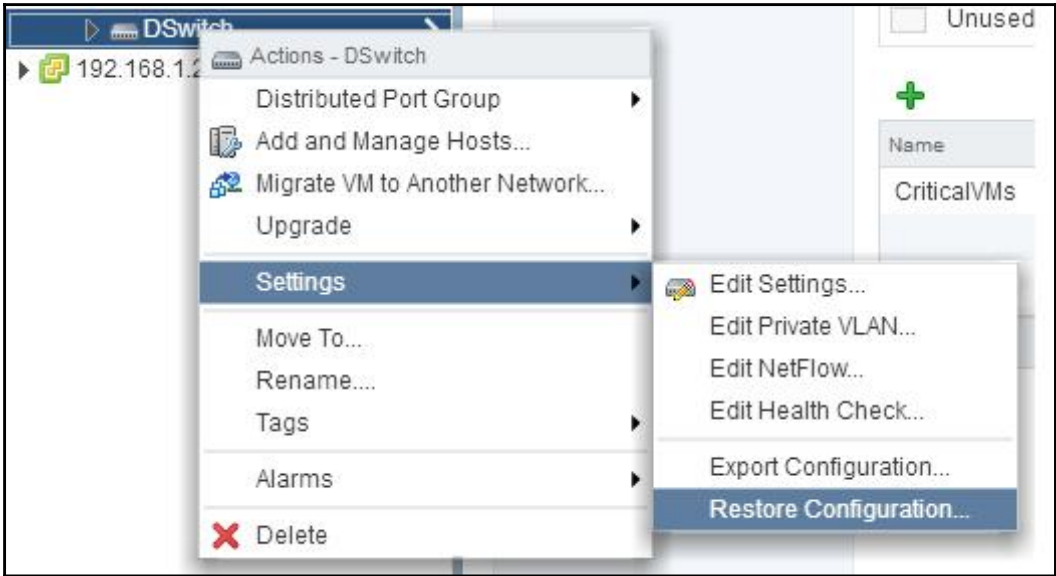 DSwitch
192.168.1.2
Actions - DSwitch
Distributed Port Group
Add and Manage Hosts...
Migrate VM to Another Network...
Upgrade
Settings
Move To...
Rename....
Tags
Alarms
Delete
Edit Settings...
Edit Private VLAN...
Edit NetFlow...
Edit Health Check...
Export Configuration...
Restore Configuration...
Unused
Name
CriticalVMs